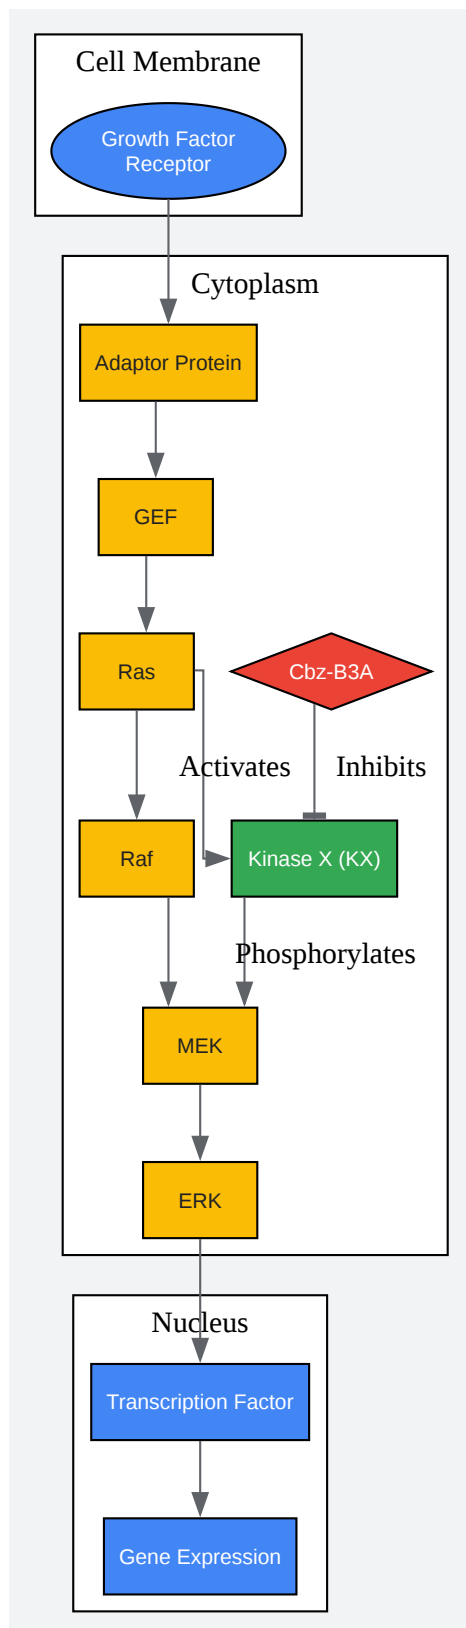 Cell Membrane
Growth Factor
Receptor
Cytoplasm
Adaptor Protein
GEF
Ras
Cbz-B3A
Activates
Inhibits
Raf
Kinase X (KX)
Phosphorylates
MEK
ERK
Nucleus
Transcription Factor
Gene Expression